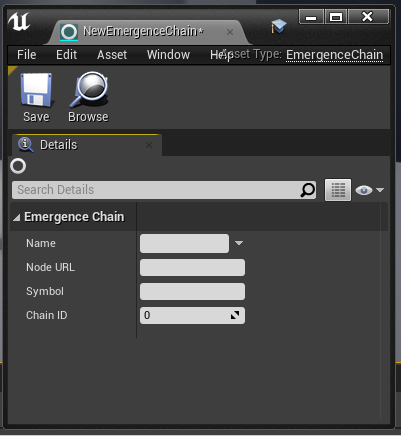 NewEmergenceChain*
File Edit Asset Window Help Asset Type: EmergenceChain
Save Browse
Details
Search Details
Emergence Chain
Name
Node URL
Symbol
Chain ID 0